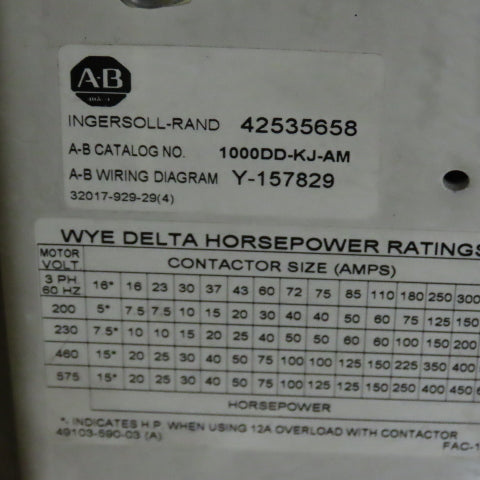 A-B
INGERSOLL-RAND 42535658
A-B CATALOG NO. 1000DD-KJ-AM
A-B WIRING DIAGRAM Y-157829
32017-929-29(4)
WYE DELTA HORSEPOWER RATINGS
MOTOR VOLT CONTACTOR SIZE (AMPS)
3 PH 60 HZ 16* 16 23 30 37 43 60 72 75 85 110 180 250 300
200 5* 7.5 7.5 10 15 20 30 40 40 50 60 75 125 150
230 7.5* 10 10 15 20 25 40 50 50 60 60 100 150 200
460 15* 20 25 30 40 50 75 100 100 125 150 225 350 400
575 15* 20 25 30 40 50 75 100 125 125 150 250 400 450
HORSEPOWER
*- INDICATES H.P. WHEN USING 12A OVERLOAD WITH CONTACTOR
49103-590-03 (A) FAC-1